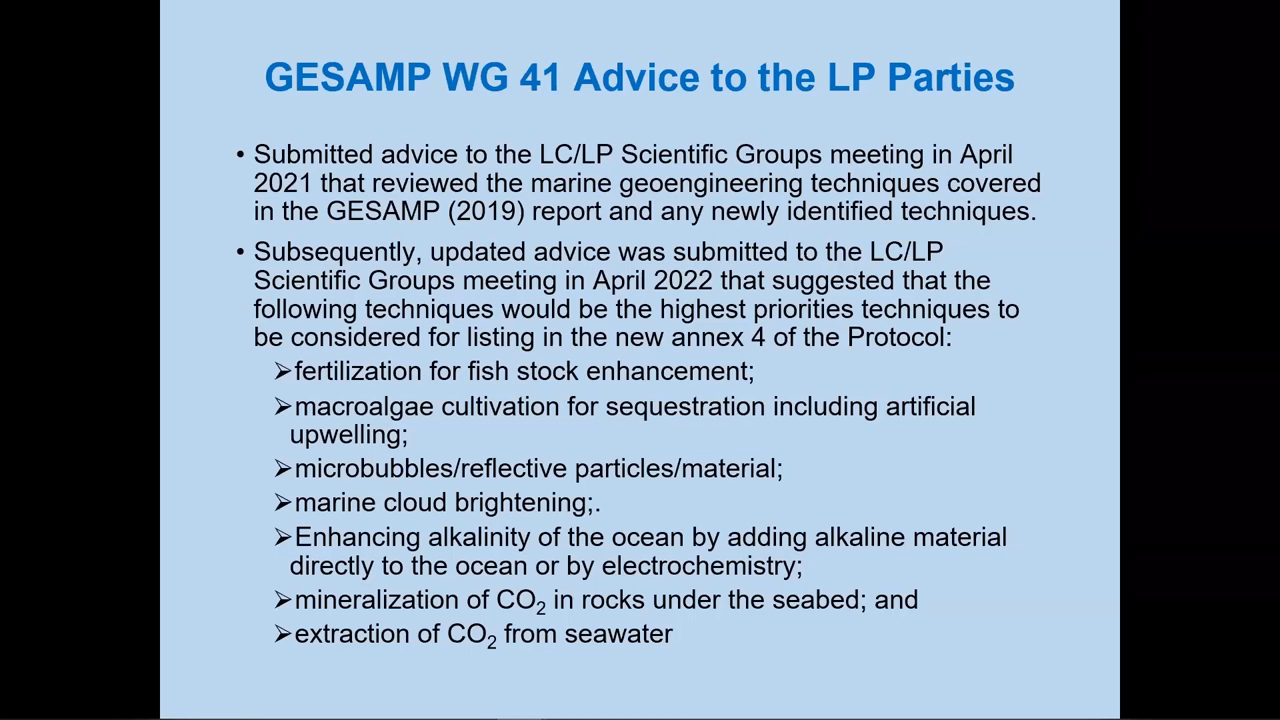 GESAMP WG 41 Advice to the LP Parties
• Submitted advice to the LC/LP Scientific Groups meeting in April
2021 that reviewed the marine geoengineering techniques covered
in the GESAMP (2019) report and any newly identified techniques.
• Subsequently, updated advice was submitted to the LC/LP
Scientific Groups meeting in April 2022 that suggested that the
following techniques would be the highest priorities techniques to
be considered for listing in the new annex 4 of the Protocol:
➢fertilization for fish stock enhancement;
➢macroalgae cultivation for sequestration including artificial
upwelling;
➢microbubbles/reflective particles/material;
➢marine cloud brightening;.
➢Enhancing alkalinity of the ocean by adding alkaline material
directly to the ocean or by electrochemistry;
➢mineralization of CO₂ in rocks under the seabed; and
➢extraction of CO₂ from seawater